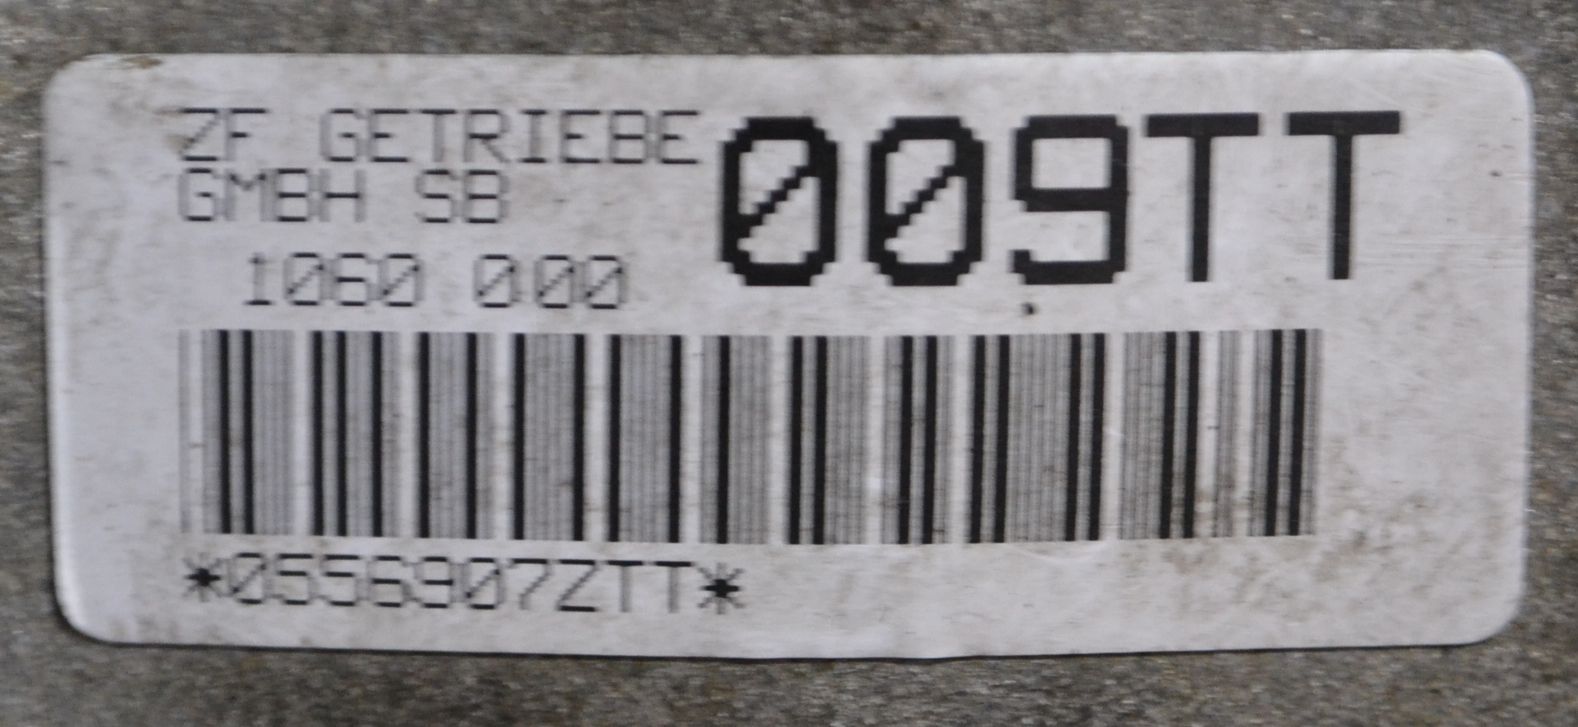 ZF GETRIEBE
GMBH SB
009TT
1060 000
*0556907ZTT*